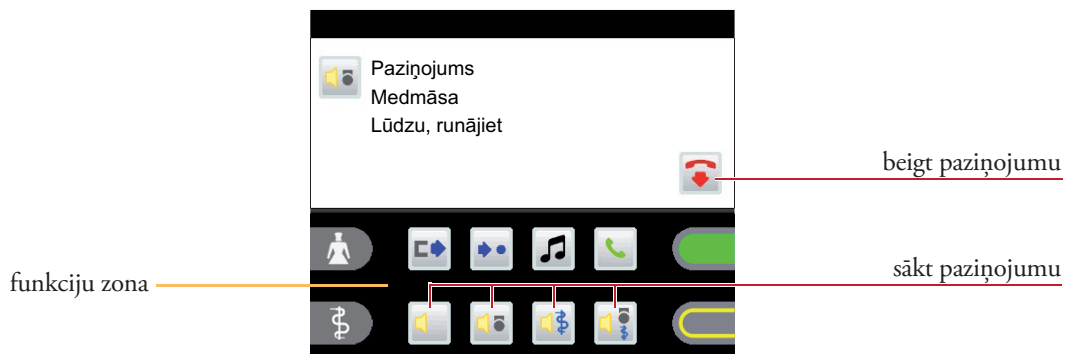 Paziņojums
Medmāsa
Lūdzu, runājiet
beigt paziņojumu
sākt paziņojumu
funkciju zona